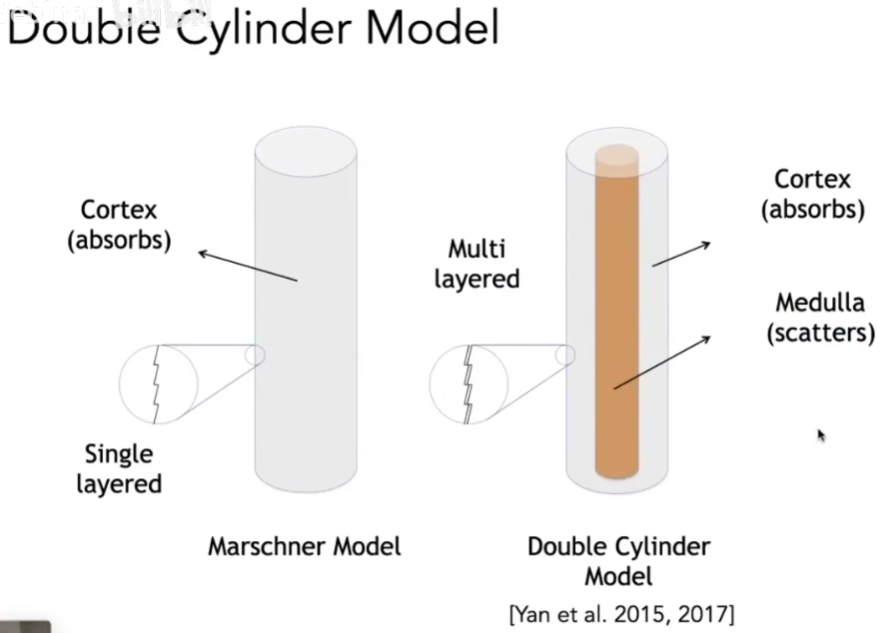 Double Cylinder Model
Cortex
(absorbs)
Single
layered
Marschner Model
Multi
layered
Cortex
(absorbs)
Medulla
(scatters)
Double Cylinder
Model
[Yan et al. 2015, 2017]